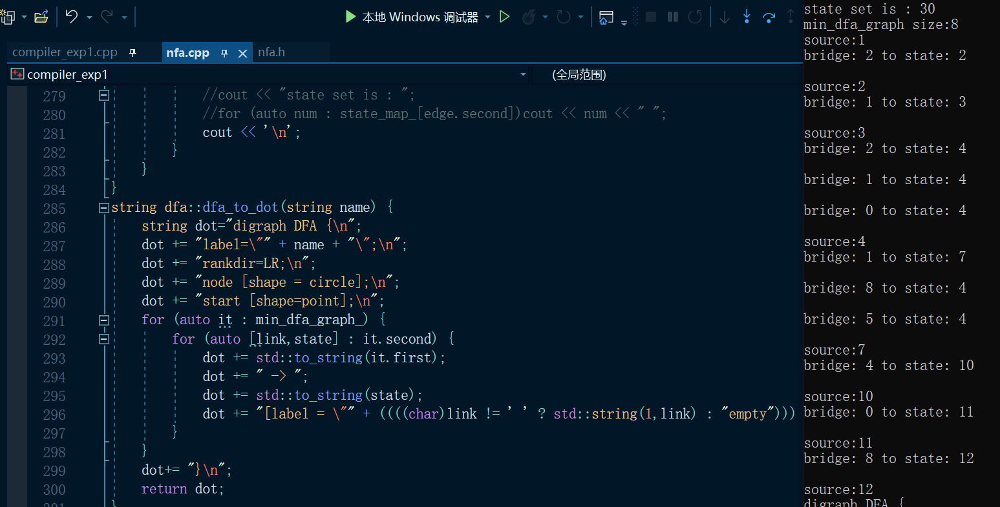 本地 Windows 调试器
compiler_exp1.cpp
nfa.cpp
nfa.h
compiler_exp1
(全局范围)
279 //cout << "state set is : ";
280 //for (auto num : state_map_[edge.second])cout << num << " ";
281 cout << '\n';
282 }
283 }
284 }
285 string dfa::dfa_to_dot(string name) {
286 string dot="digraph DFA {\n";
287 dot += "label=\"" + name + "\";\n";
288 dot += "rankdir=LR;\n";
289 dot += "node [shape = circle];\n";
290 dot += "start [shape=point];\n";
291 for (auto it : min_dfa_graph_) {
292 for (auto [link,state] : it.second) {
293 dot += std::to_string(it.first);
294 dot += " -> ";
295 dot += std::to_string(state);
296 dot += "[label = \"" + ((((char)link != ' ' ? std::string(1,link) : "empty")))
297 }
298 }
299 dot+= "}\n";
300 return dot;
301 }
state set is : 30
min_dfa_graph size:8
source:1
bridge: 2 to state: 2
source:2
bridge: 1 to state: 3
source:3
bridge: 2 to state: 4
bridge: 1 to state: 4
bridge: 0 to state: 4
source:4
bridge: 1 to state: 7
bridge: 8 to state: 4
bridge: 5 to state: 4
source:7
bridge: 4 to state: 10
source:10
bridge: 0 to state: 11
source:11
bridge: 8 to state: 12
source:12
digraph DFA {